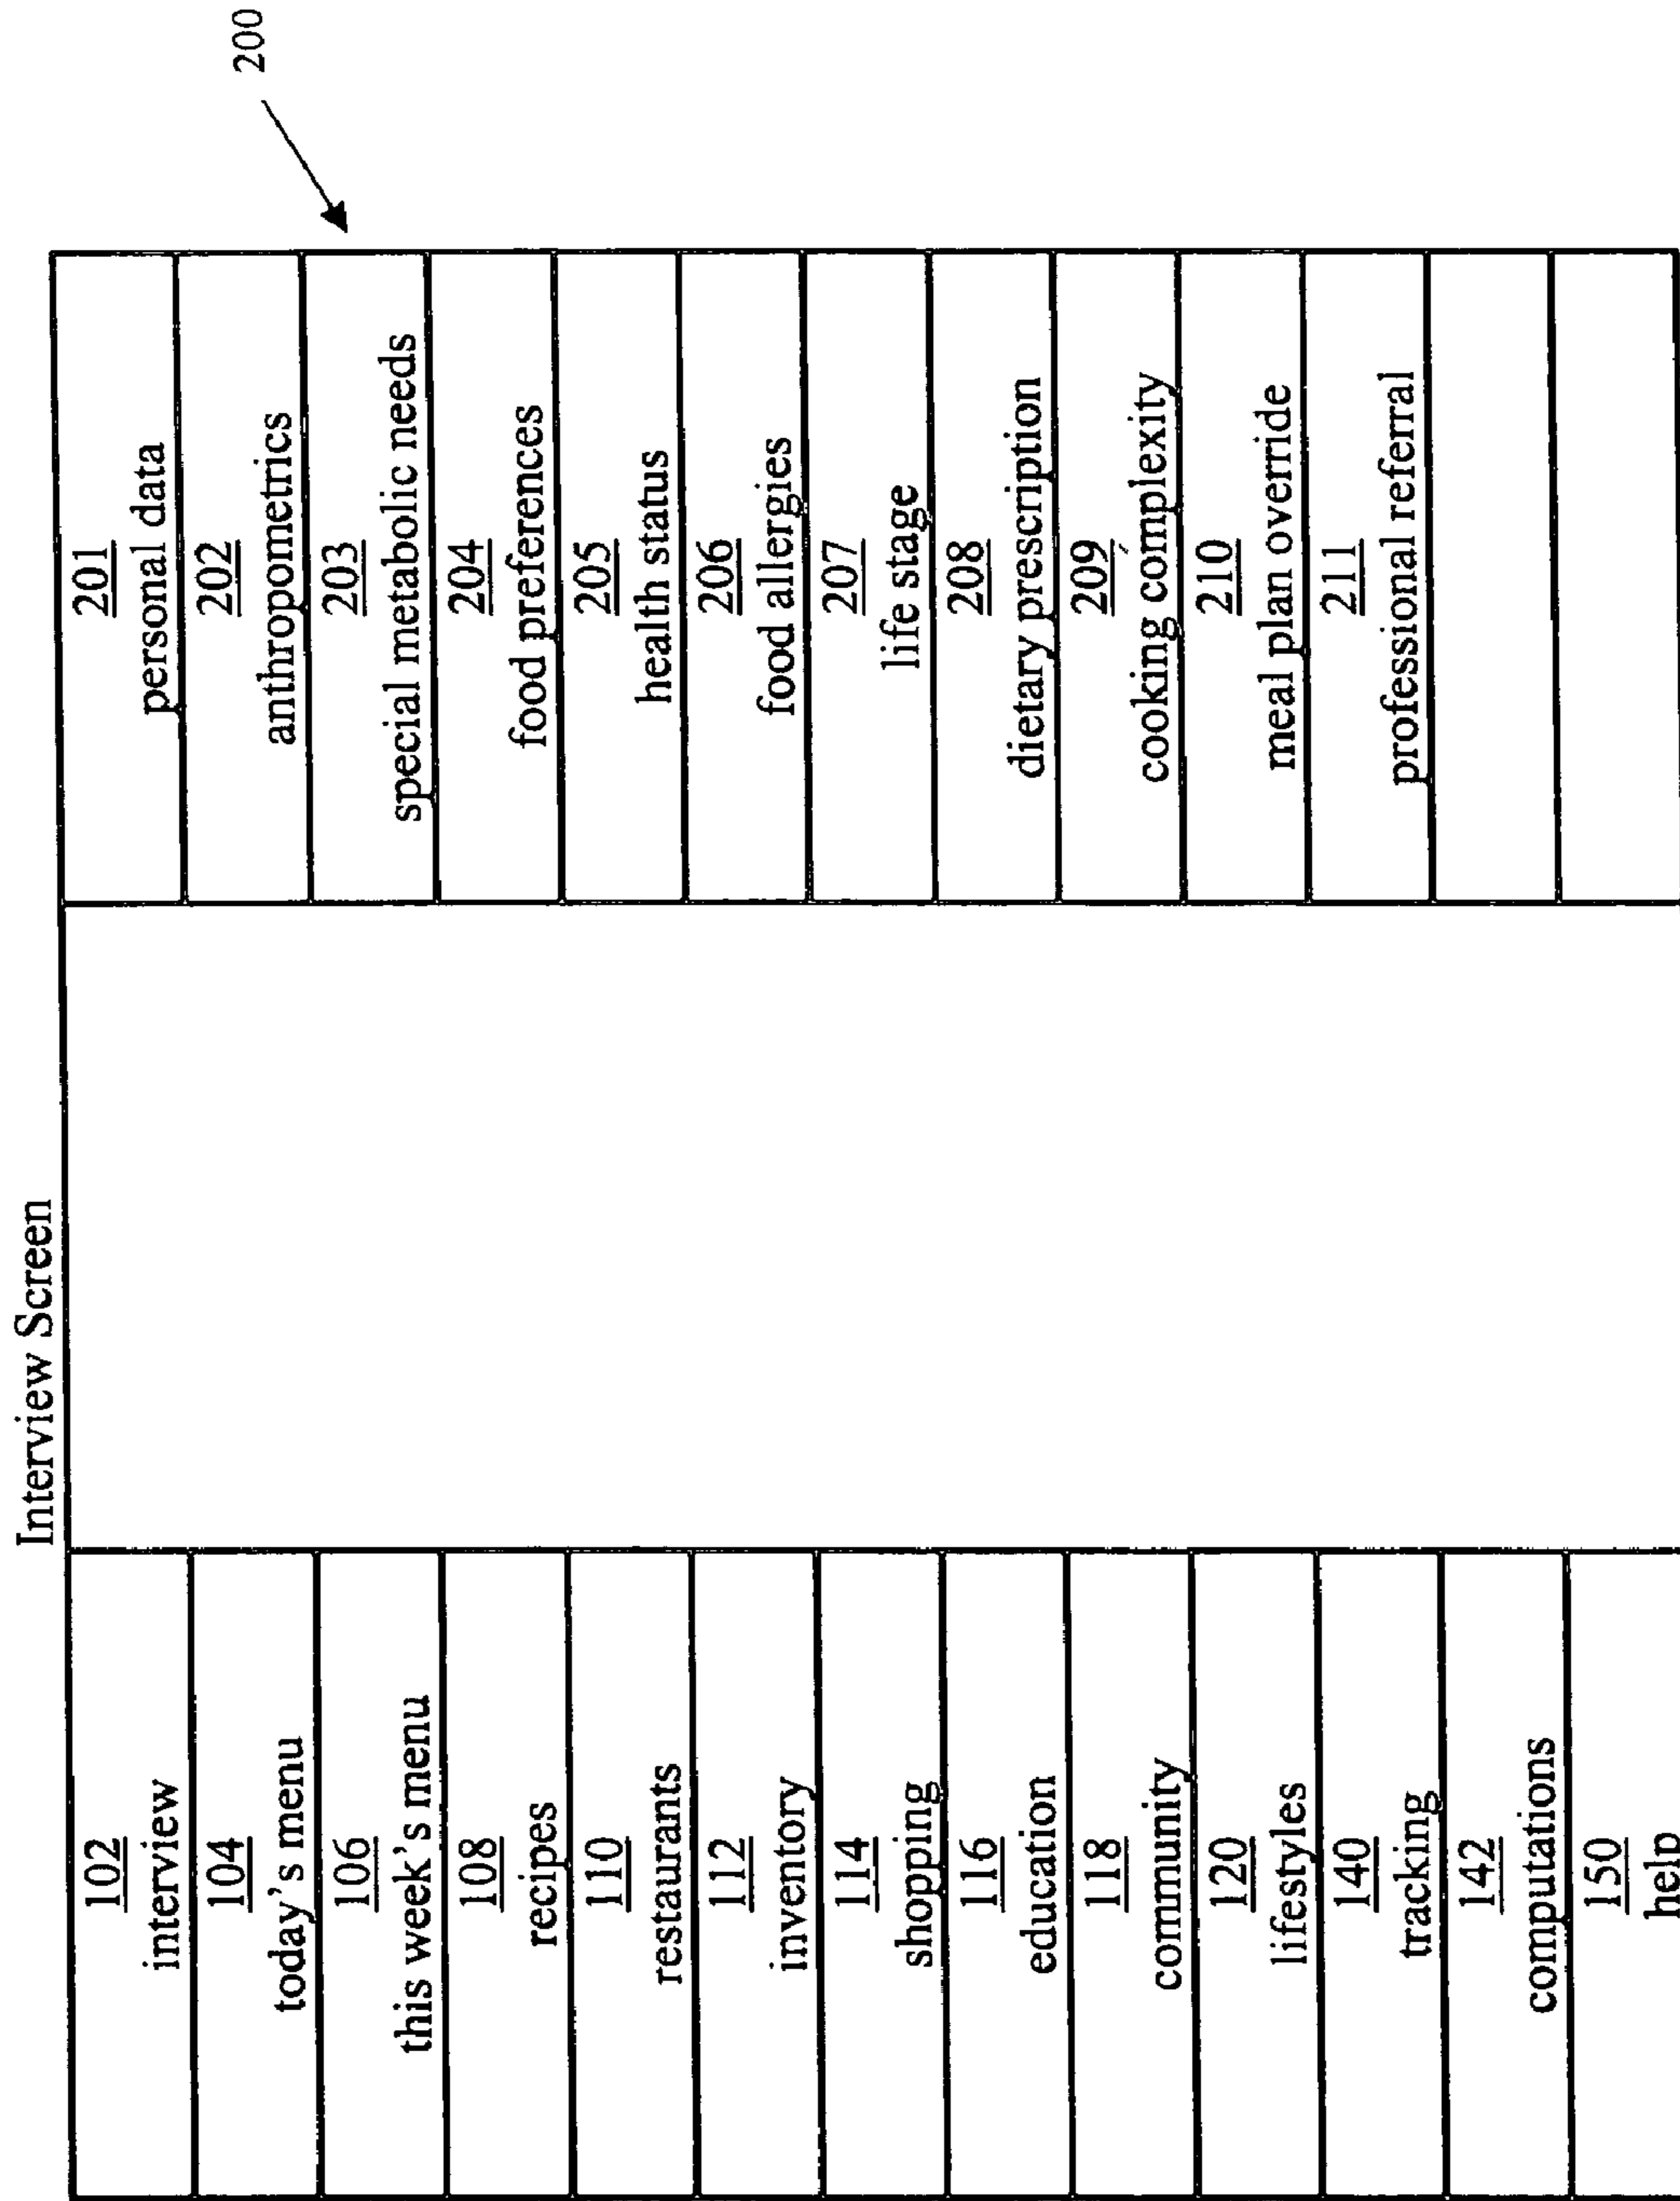 Interview Screen
200
102
interview
104
today's menu
106
this week's menu
108
recipes
110
restaurants
112
inventory
114
shopping
116
education
118
community
120
lifestyles
140
tracking
142
computations
150
help
201
personal data
202
anthropometrics
203
special metabolic needs
204
food preferences
205
health status
206
food allergies
207
life stage
208
dietary prescription
209
cooking complexity
210
meal plan override
211
professional referral